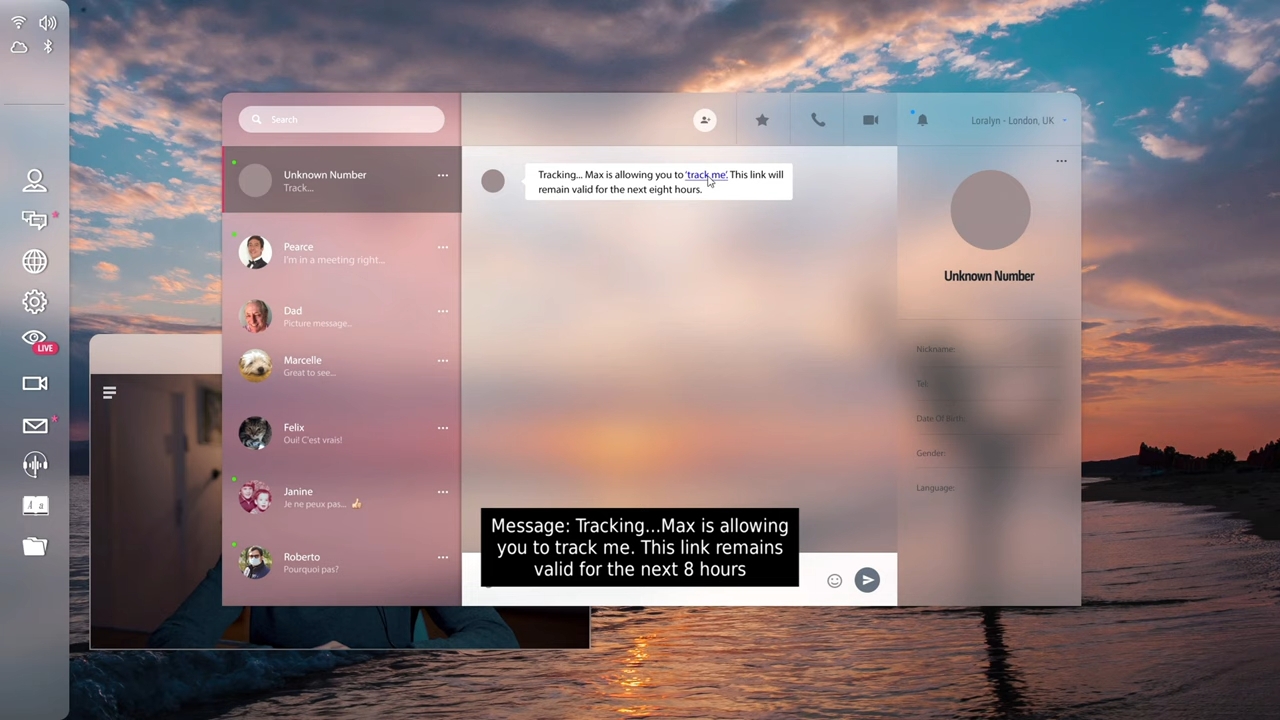 Search
Loralyn - London, UK
Unknown Number
Track...
Tracking... Max is allowing you to 'track me'. This link will
remain valid for the next eight hours.
Pearce
I'm in a meeting right...
Unknown Number
Dad
Picture message...
Marcelle
Great to see...
Nickname:
Tel:
Date Of Birth:
Gender:
Language:
LIVE
Felix
Oui! C'est vrai!
Janine
Je ne peux pas... 👍
Roberto
Pourquoi pas?
A a
Message: Tracking...Max is allowing
you to track me. This link remains
valid for the next 8 hours